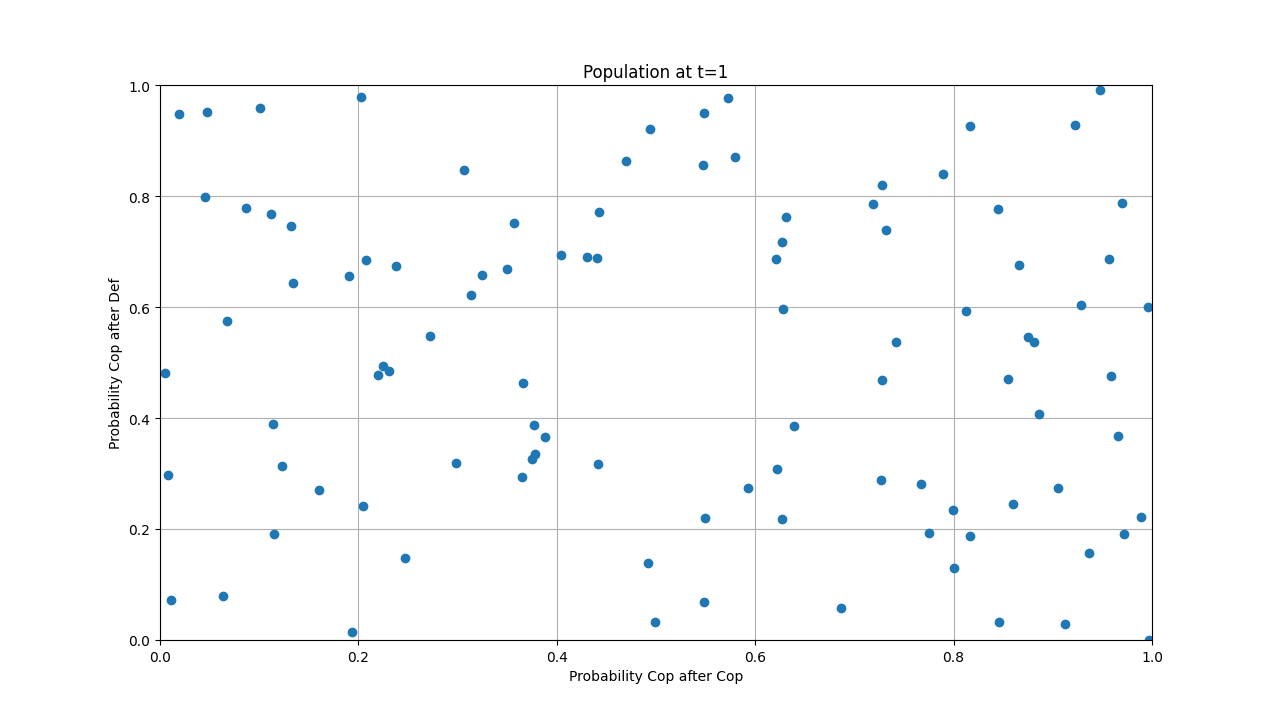 Population at t=1
1.0
0.8
0.6
0.4
0.2
0.0
Probability Cop after Def
0.0 0.2 0.4 0.6 0.8 1.0
Probability Cop after Cop